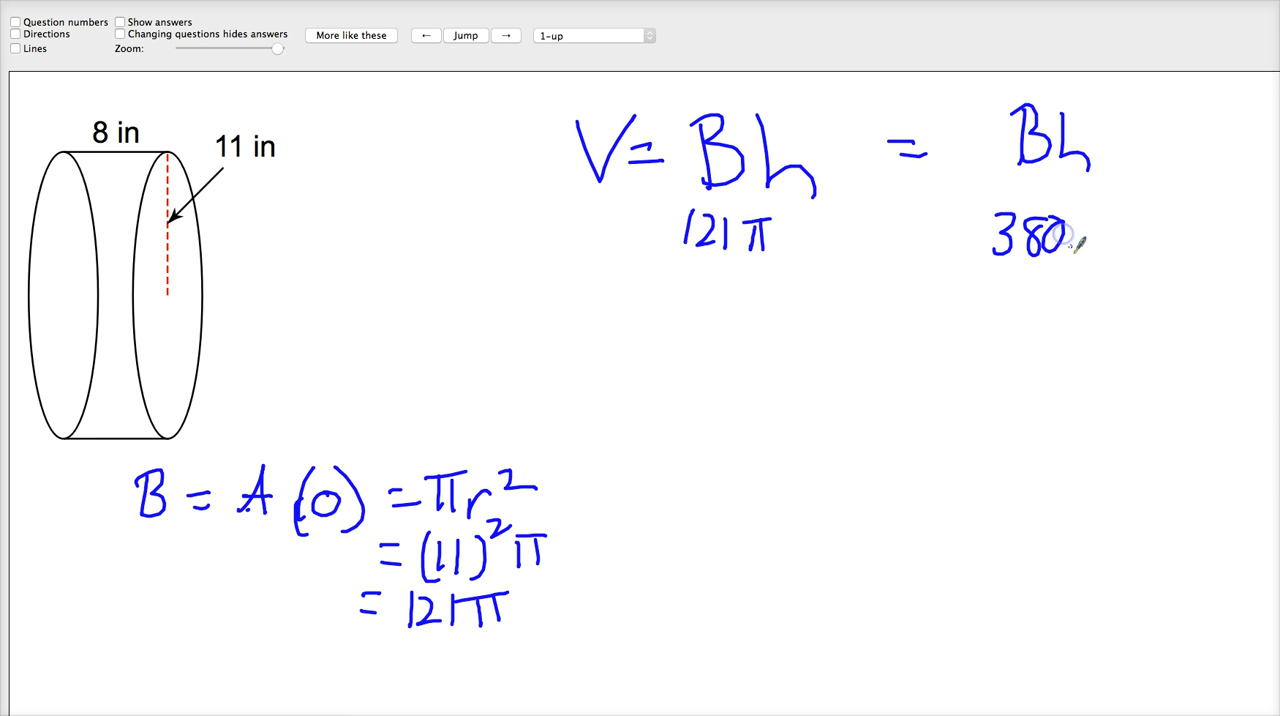 Question numbers Show answers
Directions Changing questions hides answers
Lines Zoom: More like these ← Jump → 1-up
8 in
11 in
V = Bh = Bh
121π 380.
B = A (O) = πr²
= (11)²π
= 121π